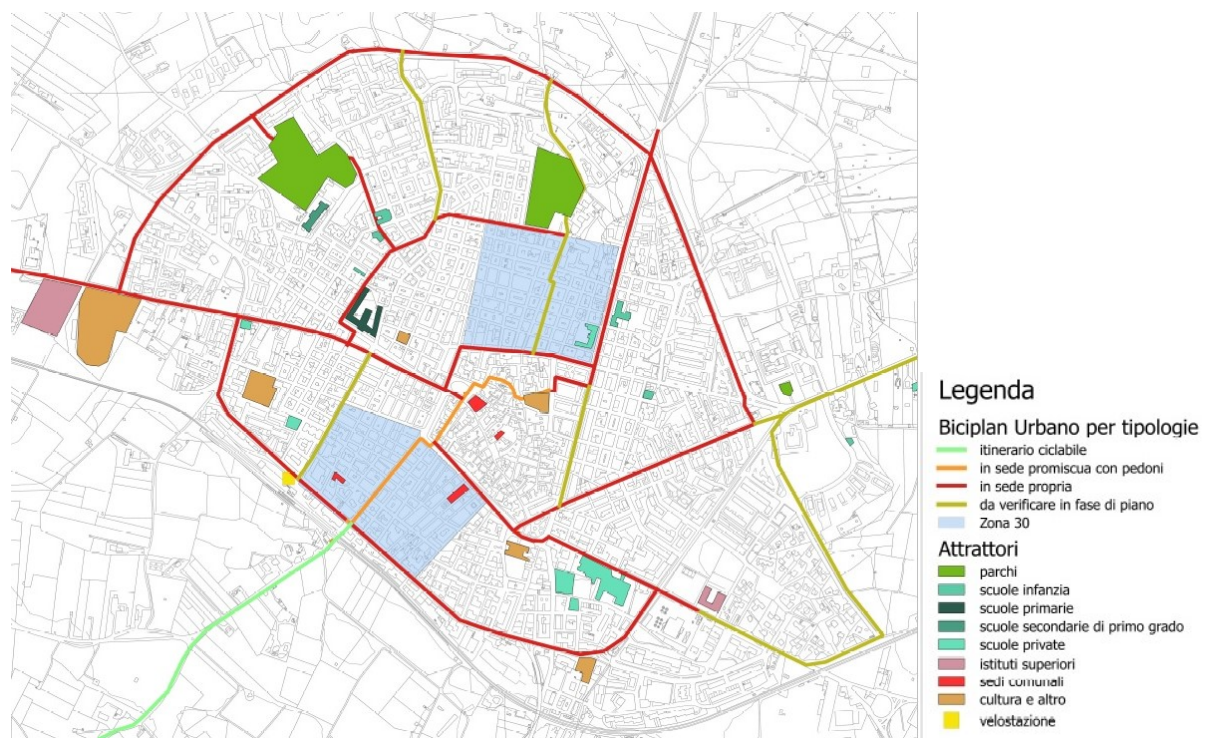 Legenda
Biciplan Urbano per tipologie
itinerario ciclabile
in sede promiscua con pedoni
in sede propria
da verificare in fase di piano
Zona 30
Attrattori
parchi
scuole infanzia
scuole primarie
scuole secondarie di primo grado
scuole private
istituti superiori
sedi comunali
cultura e altro
velostazione